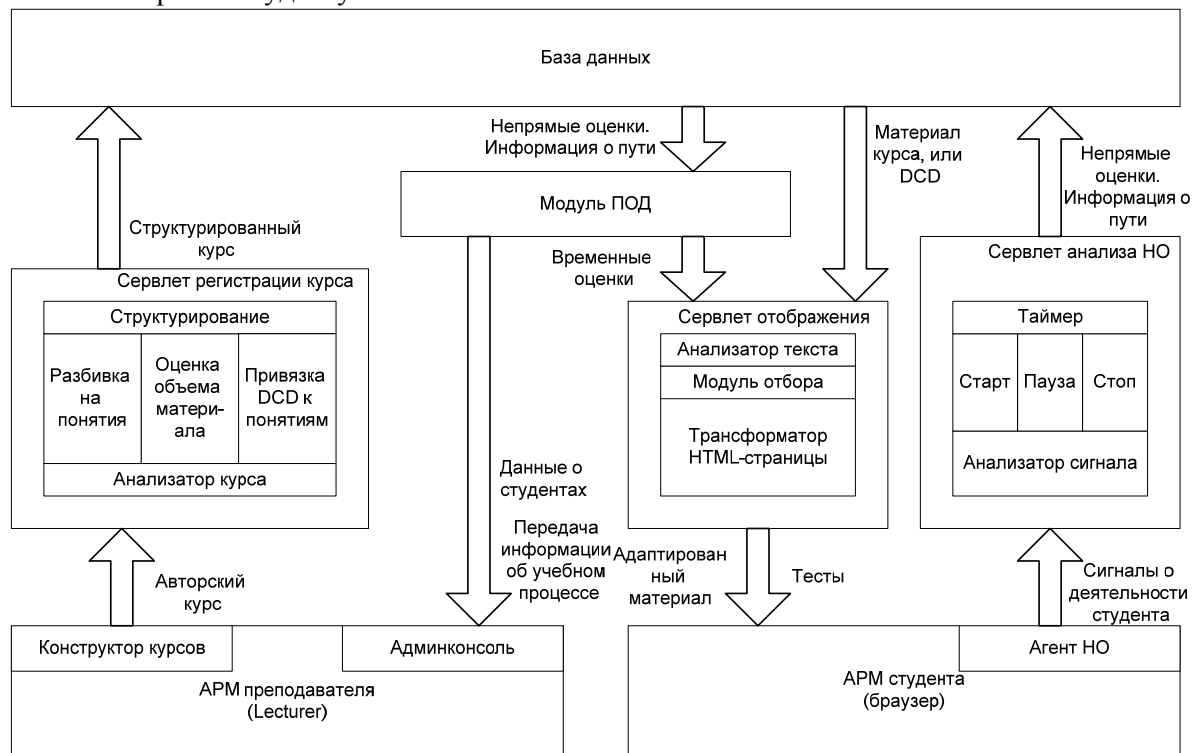 База данных
Непрямые оценки.
Информация о пути
Материал
курса, или
DCD
Непрямые
оценки.
Информация о
пути
Модуль ПОД
Структурированный
курс
Временные
оценки
Сервлет регистрации курса
Структурирование
Разбивка
на
понятия
Оценка
объема
матери-
ала
Привязка
DCD к
понятиям
Анализатор курса
Сервлет отображения
Анализатор текста
Модуль отбора
Трансформатор
HTML-страницы
Сервлет анализа НО
Таймер
Старт
Пауза
Стоп
Анализатор сигнала
Данные о
студентах
Передача
информации
об учебном
процессе
Авторский
курс
Адаптирован
ный
материал
Тесты
Сигналы о
деятельности
студента
Конструктор курсов
Админконсоль
АРМ преподавателя
(Lecturer)
Агент НО
АРМ студента
(браузер)